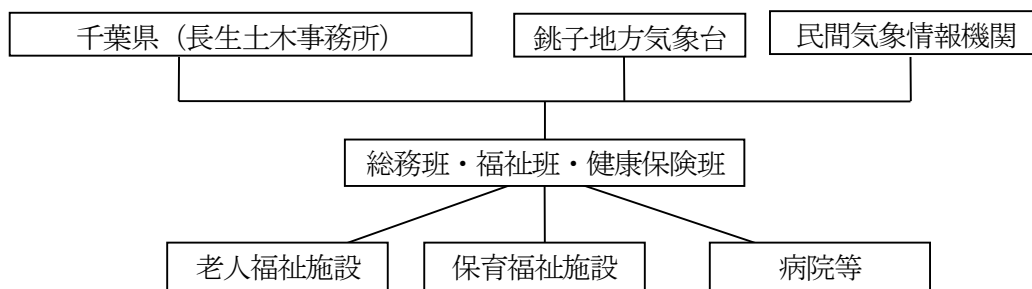 千葉県（長生土木事務所）
銚子地方気象台
民間気象情報機関
総務班・福祉班・健康保険班
老人福祉施設
保育福祉施設
病院等